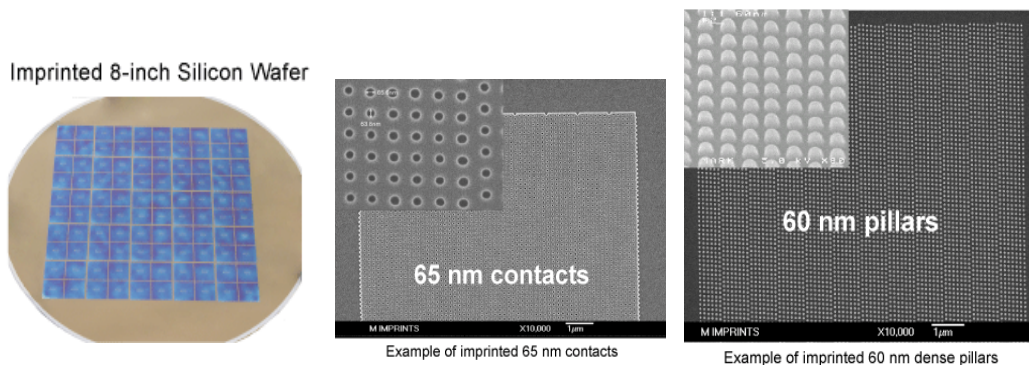 Imprinted 8-inch Silicon Wafer
65 nm contacts
M IMPRINTS X10,000 1µm
Example of imprinted 65 nm contacts
60 nm pillars
M IMPRINTS X10,000 1µm
Example of imprinted 60 nm dense pillars